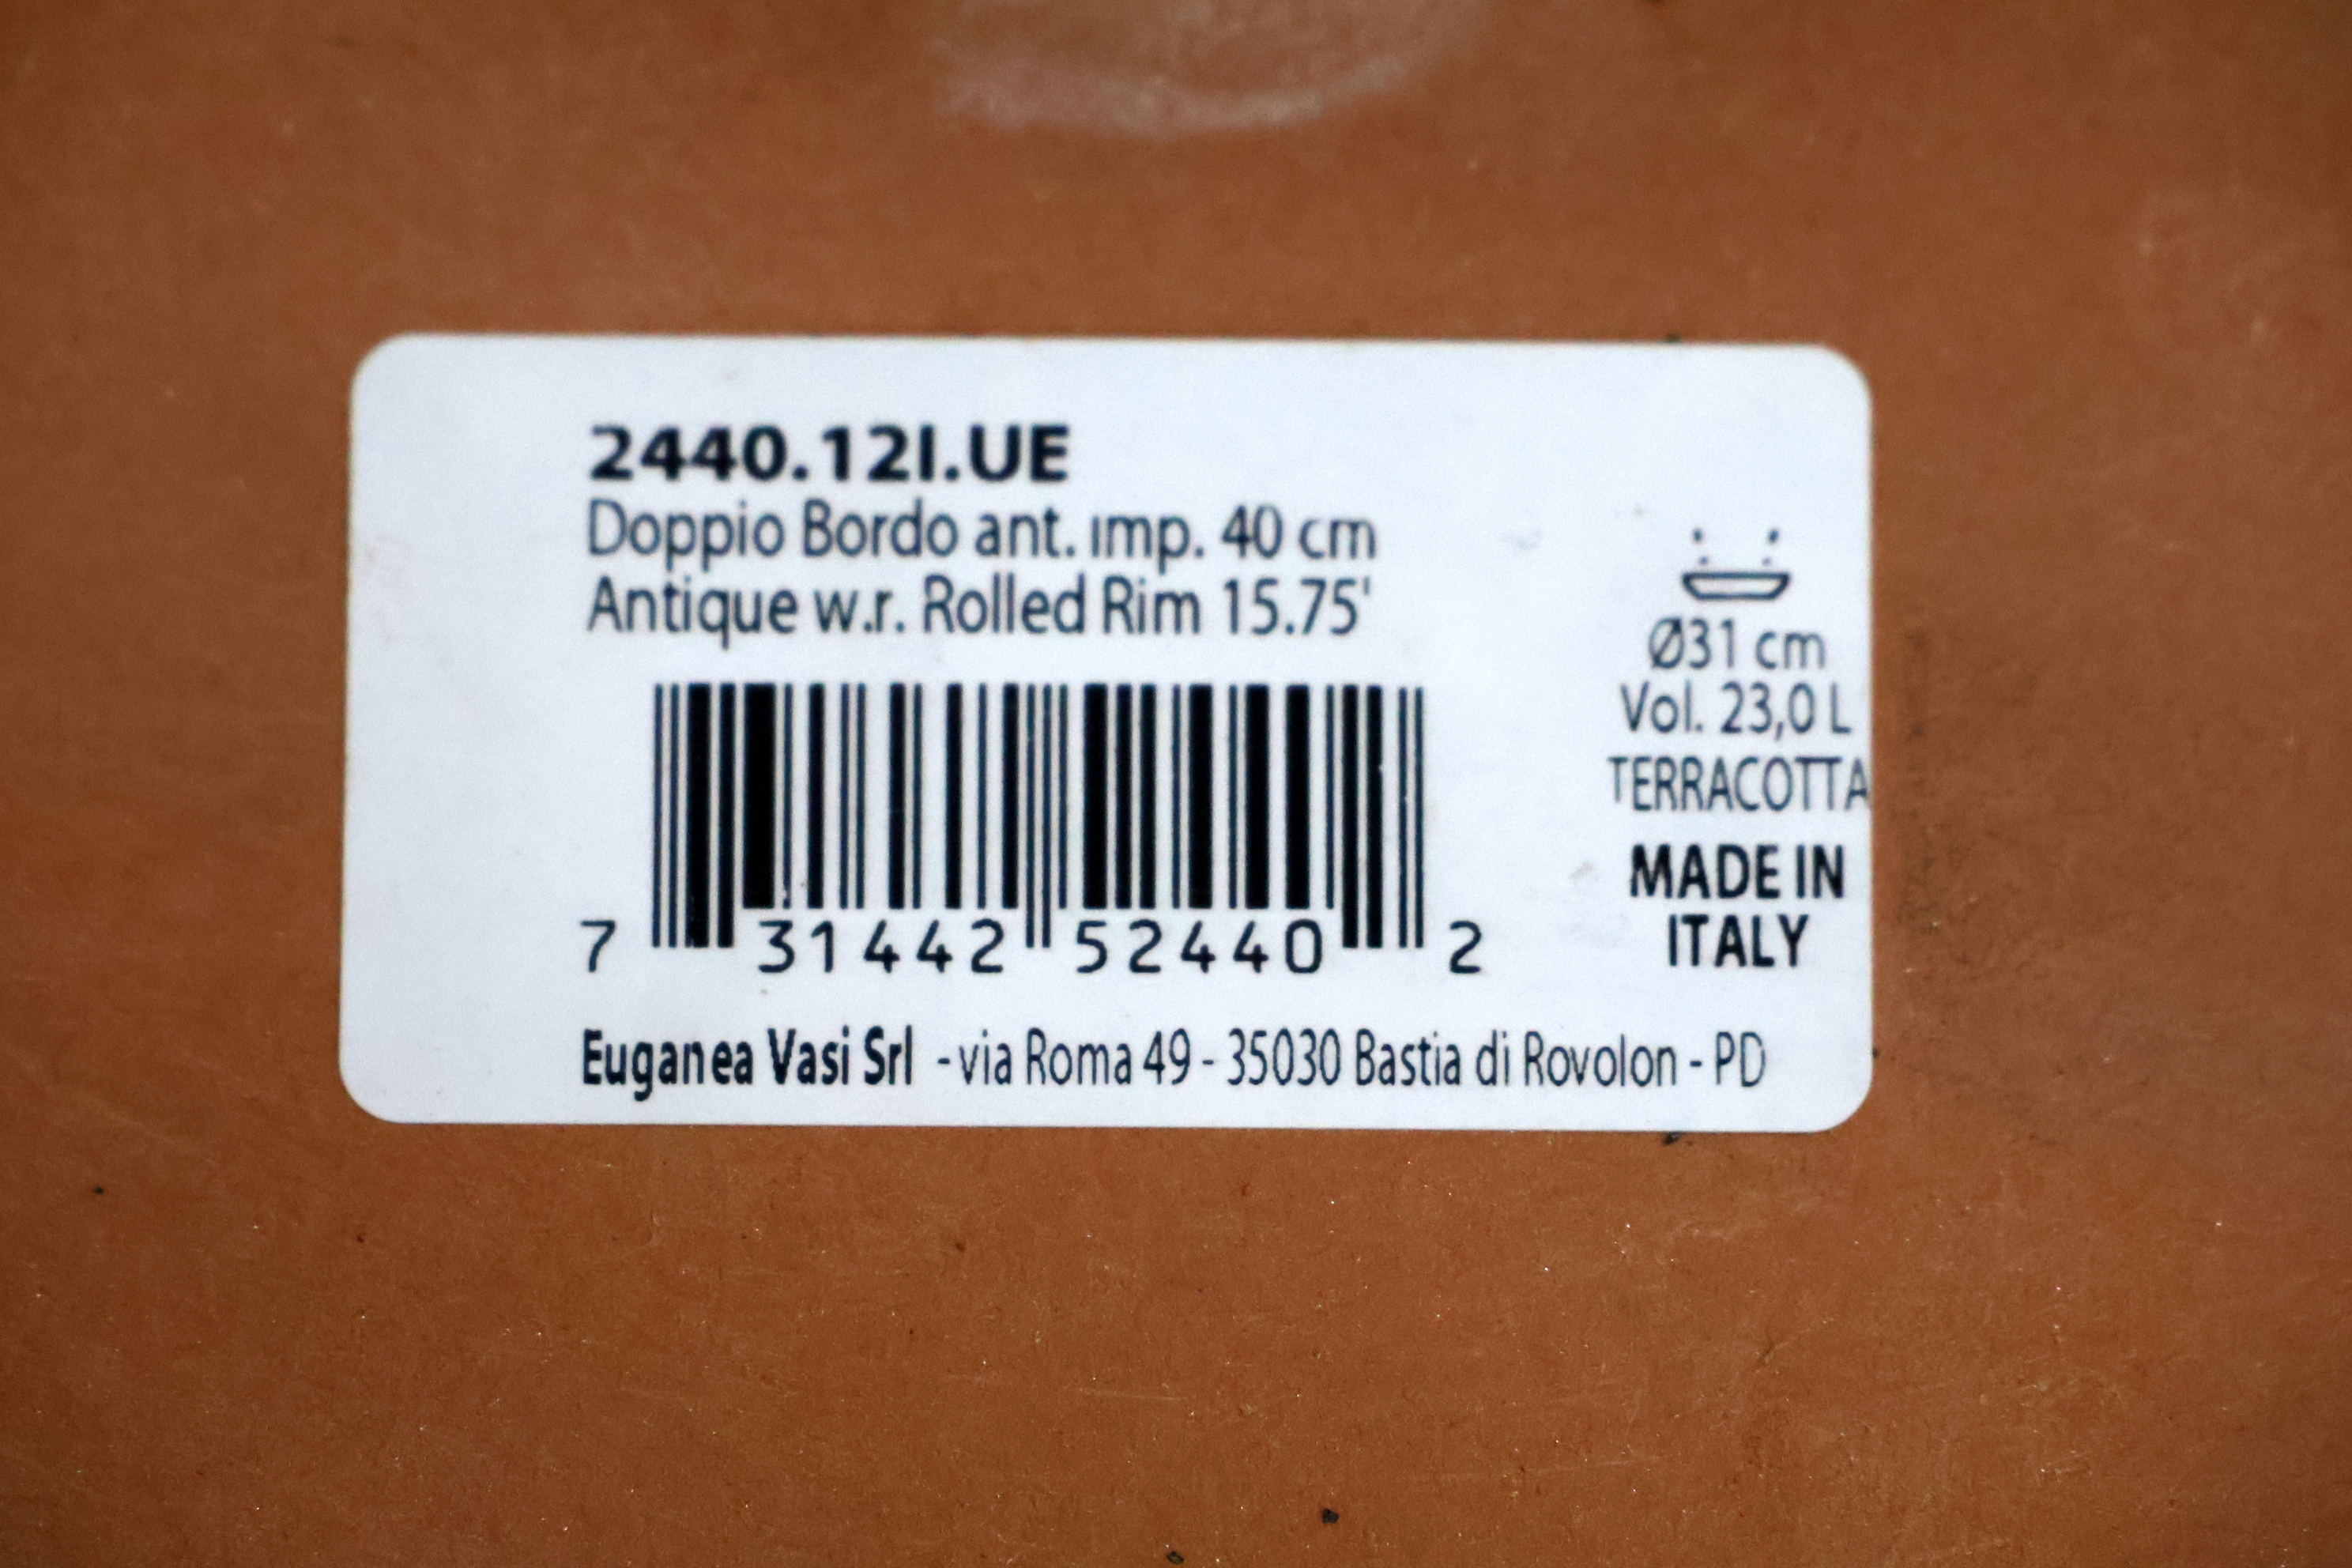 2440.12I.UE
Doppio Bordo ant. imp. 40 cm
Antique w.r. Rolled Rim 15.75'
Ø31 cm
Vol. 23,0 L
TERRACOTTA
MADE IN
ITALY
7 31442 52440 2
Euganea Vasi Srl - via Roma 49 - 35030 Bastia di Rovolon - PD